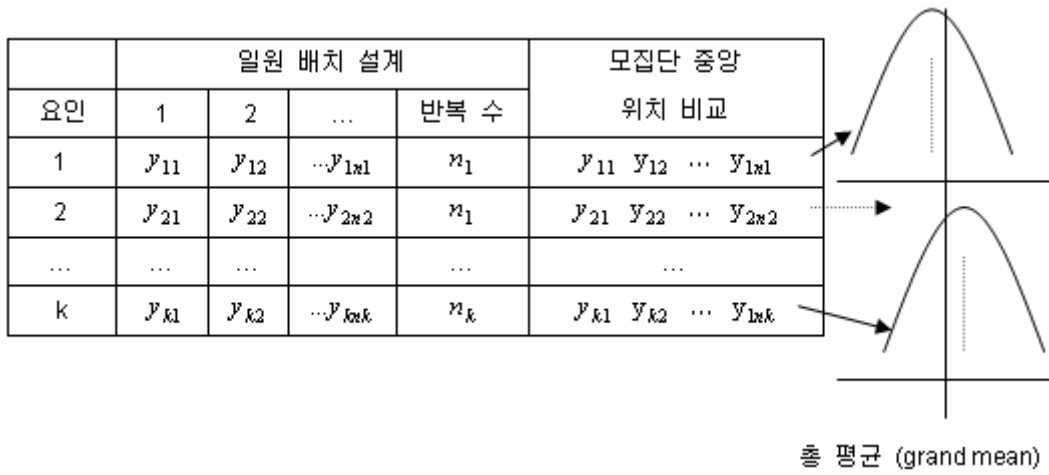 일원 배치 설계 모집단 중앙
요인 1 2 ... 반복 수 위치 비교
1 y11 y12 ...y1n1 n1 y11 y12 ... y1n1
2 y21 y22 ...y2n2 n1 y21 y22 ... y2n2
... ... ... ... ...
k yk1 yk2 ...yknk nk yk1 yk2 ... y1nk
총 평균 (grand mean)